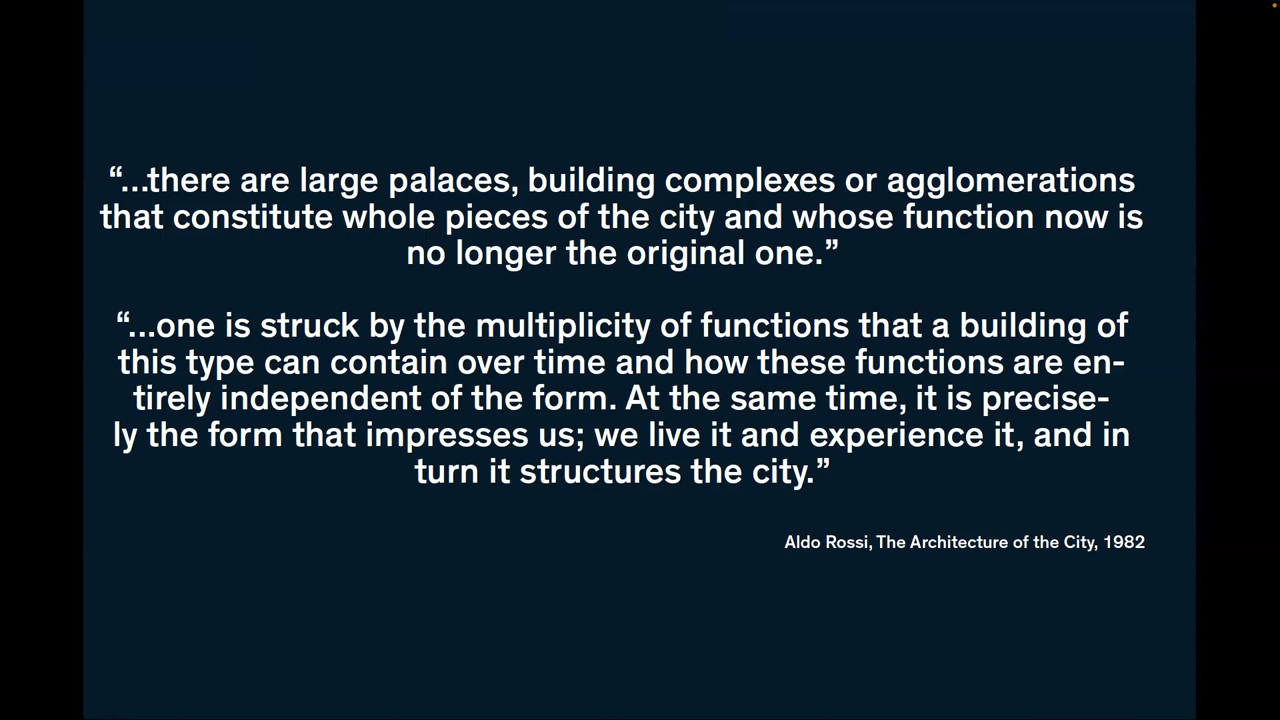 “...there are large palaces, building complexes or agglomerations
that constitute whole pieces of the city and whose function now is
no longer the original one.”
“...one is struck by the multiplicity of functions that a building of
this type can contain over time and how these functions are en-
tirely independent of the form. At the same time, it is precise-
ly the form that impresses us; we live it and experience it, and in
turn it structures the city.”
Aldo Rossi, The Architecture of the City, 1982